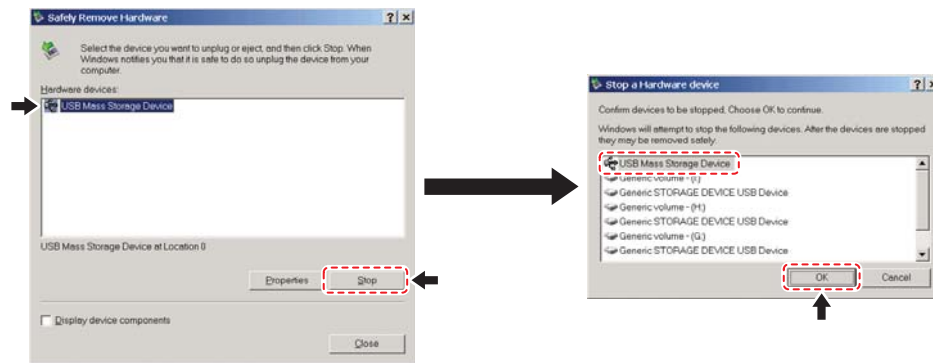 Safely Remove Hardware
Select the device you want to unplug or eject, and then click Stop. When
Windows notifies you that it is safe to do so unplug the device from your
computer.
Hardware devices:
USB Mass Storage Device
USB Mass Storage Device at Location 0
Properties
Stop
Display device components
Close
Stop a Hardware device
Confirm devices to be stopped. Choose OK to continue.
Windows will attempt to stop the following devices. After the devices are stopped
they may be removed safely.
USB Mass Storage Device
Generic volume - (I:)
Generic STORAGE DEVICE USB Device
Generic volume - (H:)
Generic STORAGE DEVICE USB Device
Generic volume - (G:)
Generic STORAGE DEVICE USB Device
OK
Cancel